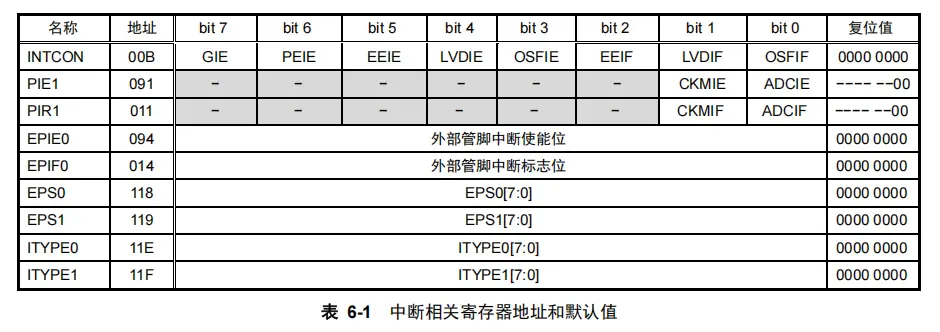 名称 地址 bit 7 bit 6 bit 5 bit 4 bit 3 bit 2 bit 1 bit 0 复位值
INTCON 00B GIE PEIE EEIE LVDIE OSFIE EEIF LVDIF OSFIF 0000 0000
PIE1 091 – – – – – – CKMIE ADCIE –––– ––00
PIR1 011 – – – – – – CKMIF ADCIF –––– ––00
EPIE0 094 外部管脚中断使能位 0000 0000
EPIF0 014 外部管脚中断标志位 0000 0000
EPS0 118 EPS0[7:0] 0000 0000
EPS1 119 EPS1[7:0] 0000 0000
ITYPE0 11E ITYPE0[7:0] 0000 0000
ITYPE1 11F ITYPE1[7:0] 0000 0000
表 6-1 中断相关寄存器地址和默认值